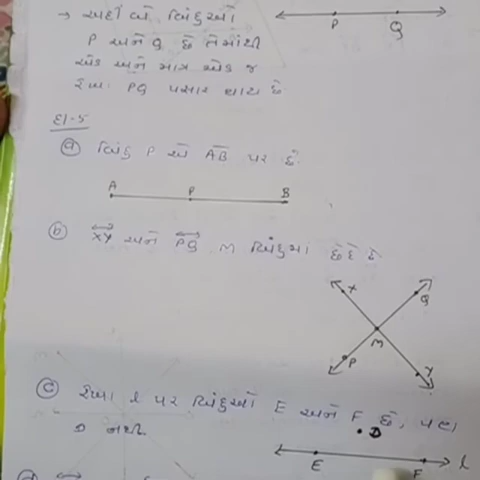 → અહીં બે બિંદુઓ
P અને Q છે તેમાંથી
એક અને માત્ર એક જ
રેખા PQ પસાર થાય છે
P Q
દા-5
(a) બિંદુ P એ AB પર છે.
A P B
(b) XY અને PQ M બિંદુમાં છેદે છે
X Q
M
P Y
(c) રેખા l પર બિંદુઓ E અને F છે, પણ
D નથી.
D
E F l